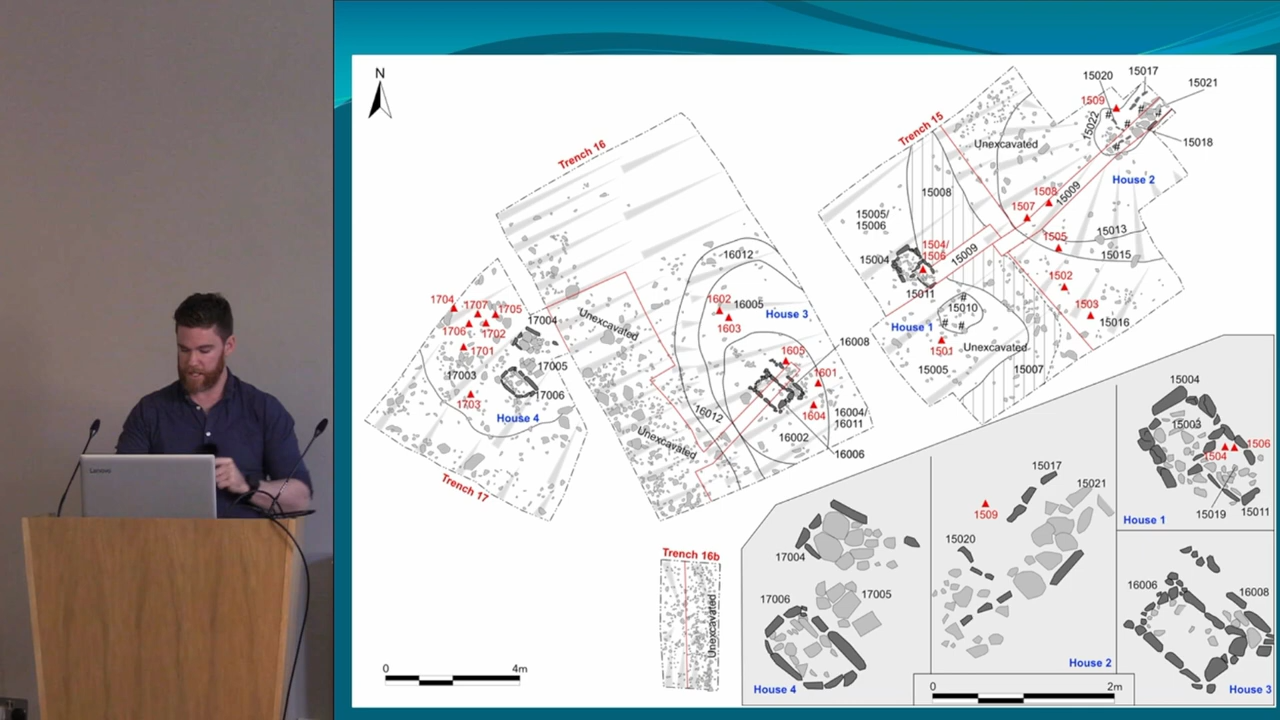 N
Trench 16
Trench 15
15020
15017
15021
1509
15022
15018
Unexcavated
House 2
15008
1508
15009
1507
15005/
15006
15013
1505
15015
15004
1504/
1506
15009
1502
15011
1503
15010
15016
House 1
1501
Unexcavated
15005
15007
16012
1602
16005
House 3
1603
Unexcavated
16008
1605
1601
1604
16004/
16011
16012
16002
16006
Unexcavated
1704
1707
1705
17004
1706
1702
1701
17005
17003
17006
1703
House 4
Trench 17
Trench 16b
Unexcavated
0 4m
17004
17005
17006
House 4
1509
15017
15021
15020
House 2
15004
15003
1506
1504
15019
15011
House 1
16006
16008
House 3
0 2m
# # # # #
# # #
Lenovo